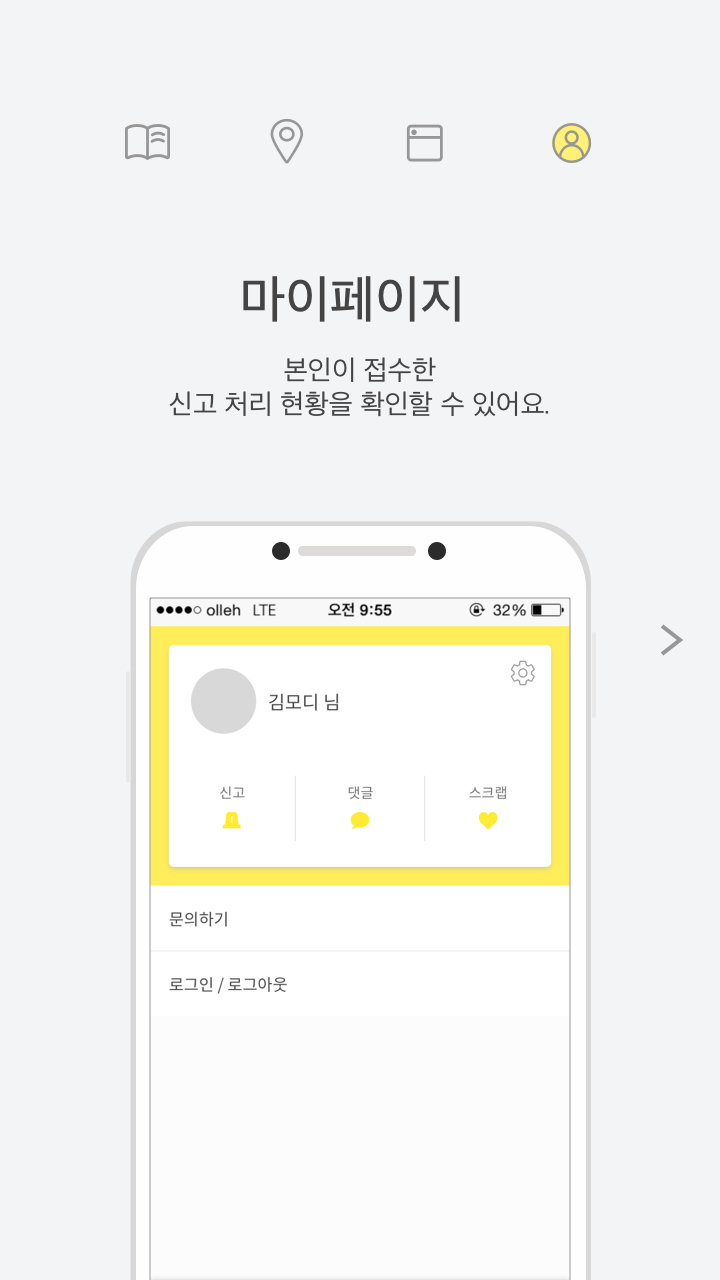 마이페이지
본인이 접수한
신고 처리 현황을 확인할 수 있어요.
olleh LTE 오전 9:55 32%
김모디 님
신고 댓글 스크랩
문의하기
로그인 / 로그아웃